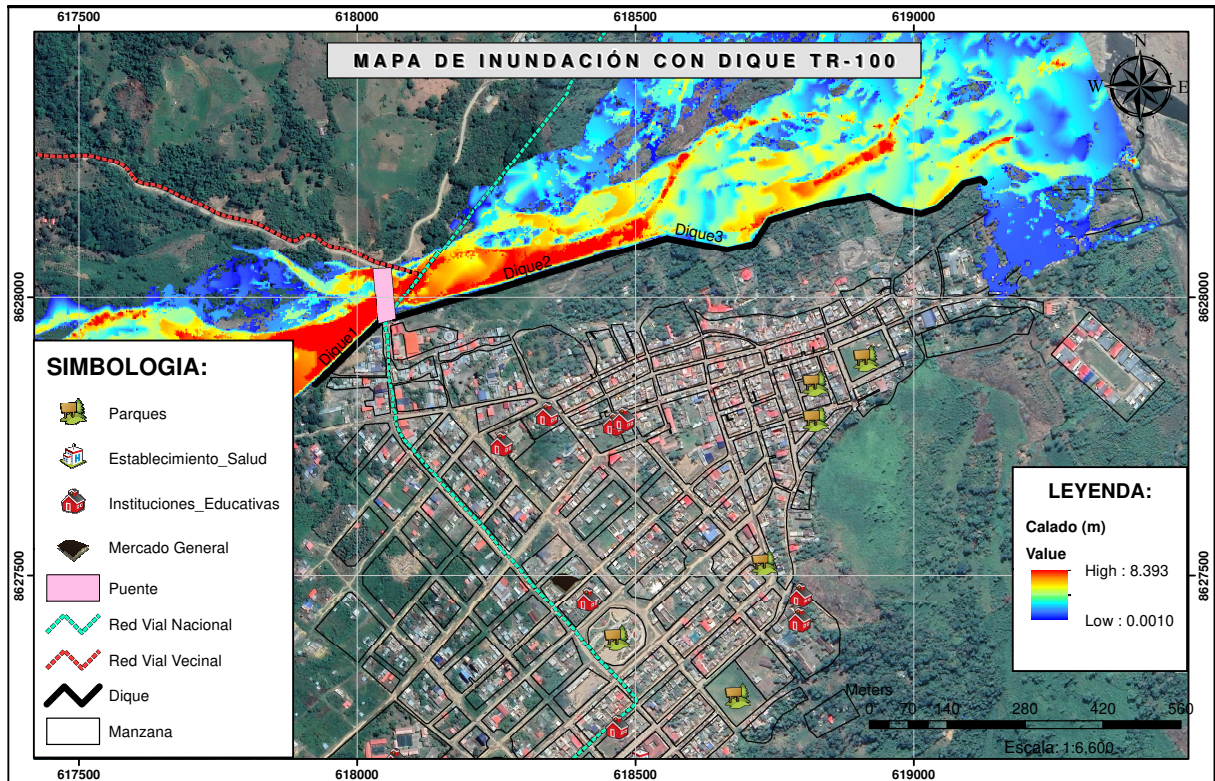 617500 618000 618500 619000
MAPA DE INUNDACIÓN CON DIQUE TR-100
N
W E
S
8628000 8628000
Dique3
Dique2
Dique1
SIMBOLOGIA:
Parques
Establecimiento_Salud
Instituciones_Educativas
Mercado General
Puente
Red Vial Nacional
Red Vial Vecinal
Dique
Manzana
8627500 8627500
LEYENDA:
Calado (m)
Value
High : 8.393
Low : 0.0010
Meters
0 70 140 280 420 560
Escala: 1:6,600
617500 618000 618500 619000